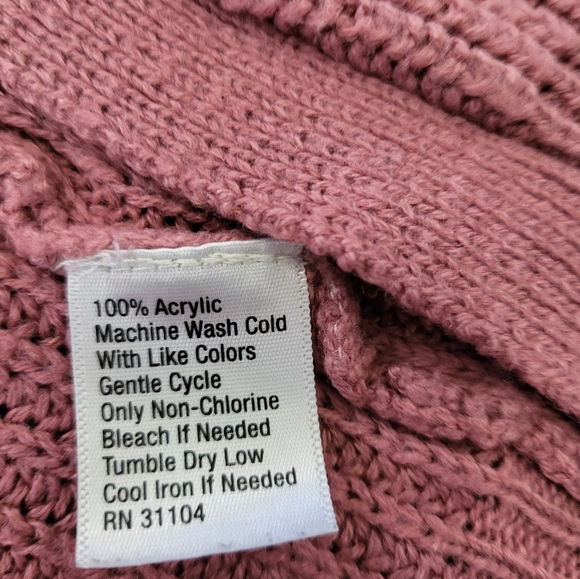 100% Acrylic
Machine Wash Cold
With Like Colors
Gentle Cycle
Only Non-Chlorine
Bleach If Needed
Tumble Dry Low
Cool Iron If Needed
RN 31104